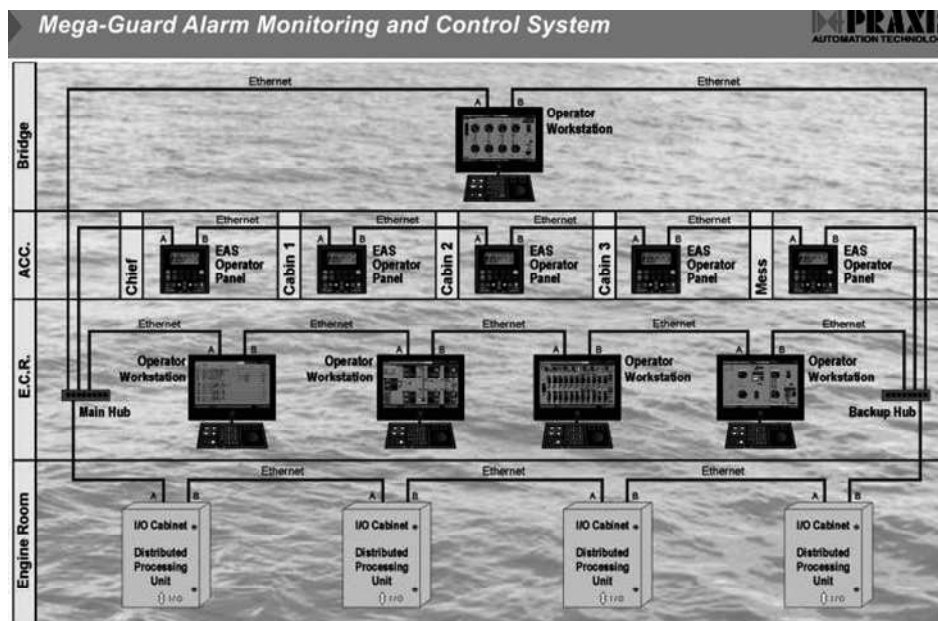 Mega-Guard Alarm Monitoring and Control System
PRAXI
AUTOMATION TECHNOLOG
Bridge
Ethernet
Ethernet
A
B
Operator
Workstation
ACC.
Chief
Ethernet
A
B
EAS
Operator
Panel
Cabin 1
Ethernet
A
B
EAS
Operator
Panel
Cabin 2
Ethernet
A
B
EAS
Operator
Panel
Cabin 3
Ethernet
A
B
EAS
Operator
Panel
Mess
A
B
EAS
Operator
Panel
E.C.R.
Main Hub
Ethernet
Operator
Workstation
A
B
Ethernet
Operator
Workstation
A
B
Ethernet
A
B
Operator
Workstation
Ethernet
A
B
Operator
Workstation
Ethernet
Backup Hub
Engine Room
Ethernet
Ethernet
Ethernet
A
B
I/O Cabinet
Distributed
Processing
Unit
I/O
A
B
I/O Cabinet
Distributed
Processing
Unit
I/O
A
B
I/O Cabinet
Distributed
Processing
Unit
I/O
A
B
I/O Cabinet
Distributed
Processing
Unit
I/O